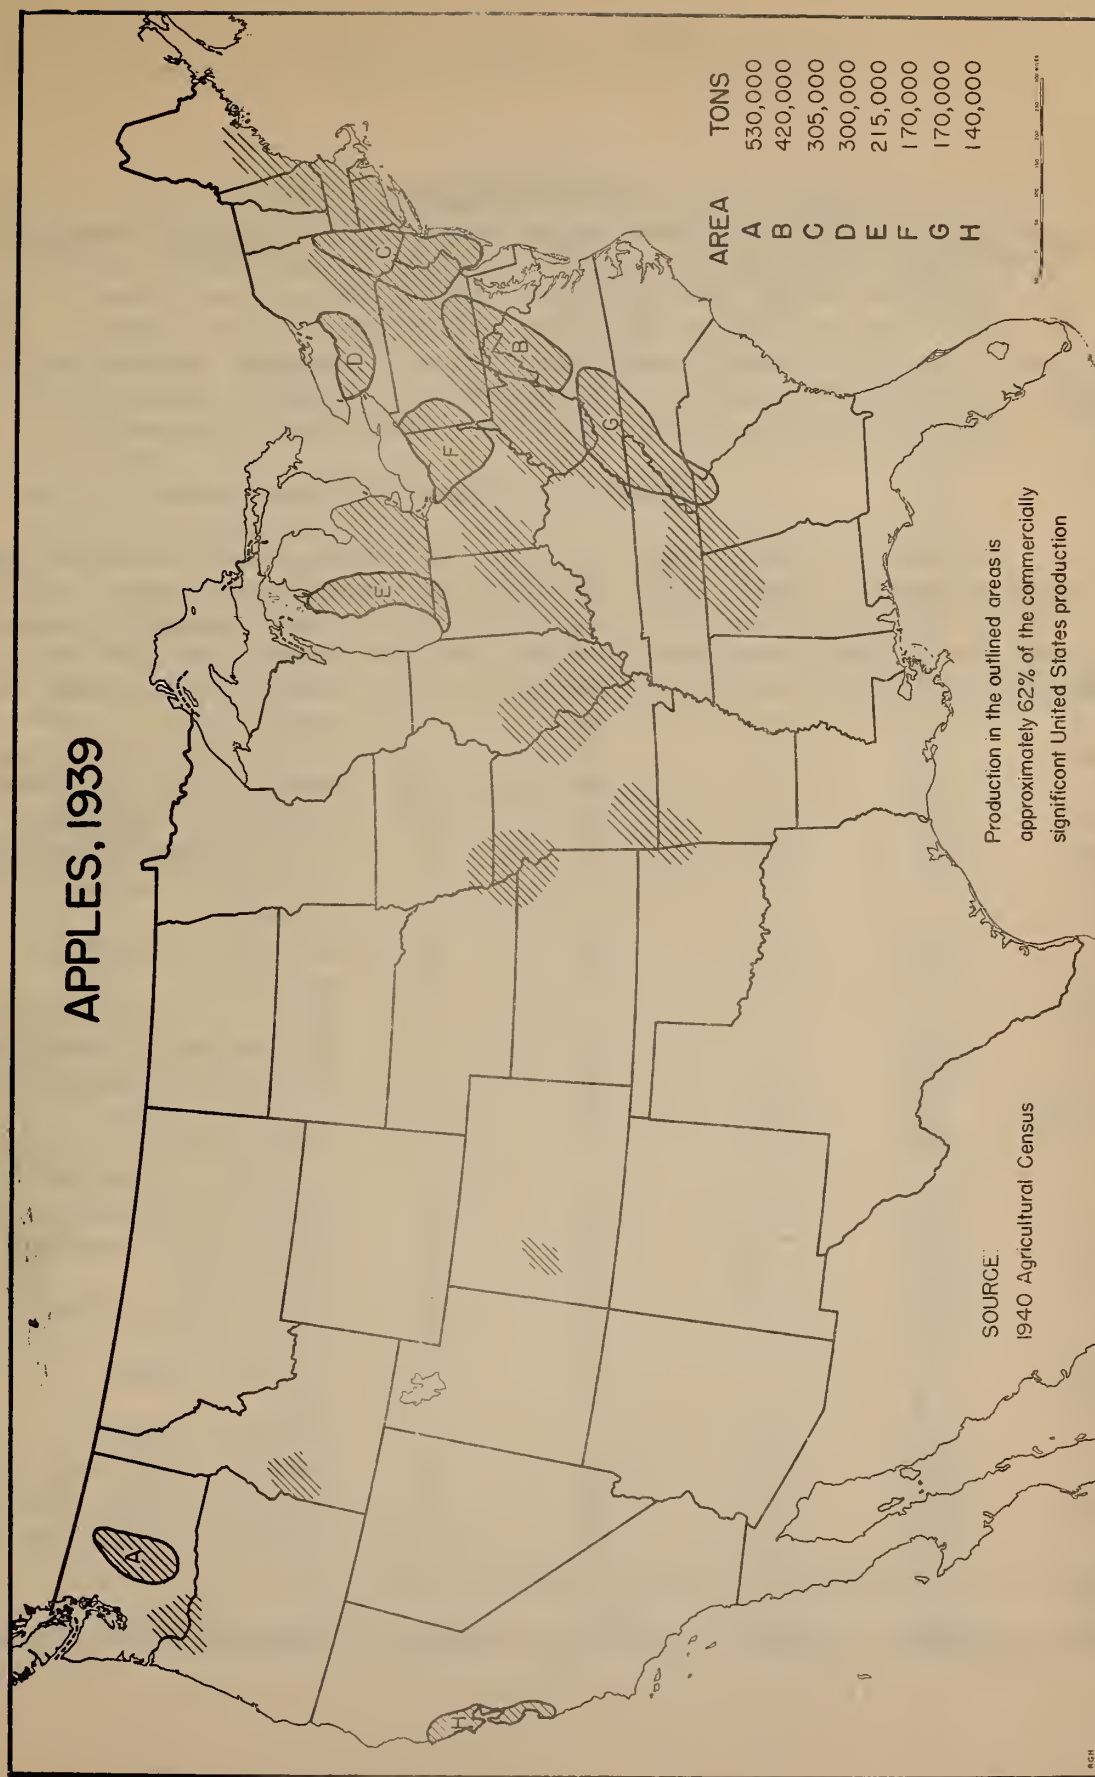 APPLES, 1939
A
B
C
D
E
F
G
H
AREA TONS
A 530,000
B 420,000
C 305,000
D 300,000
E 215,000
F 170,000
G 170,000
H 140,000
Production in the outlined areas is
approximately 62% of the commercially
significant United States production
SOURCE:
1940 Agricultural Census
RGH